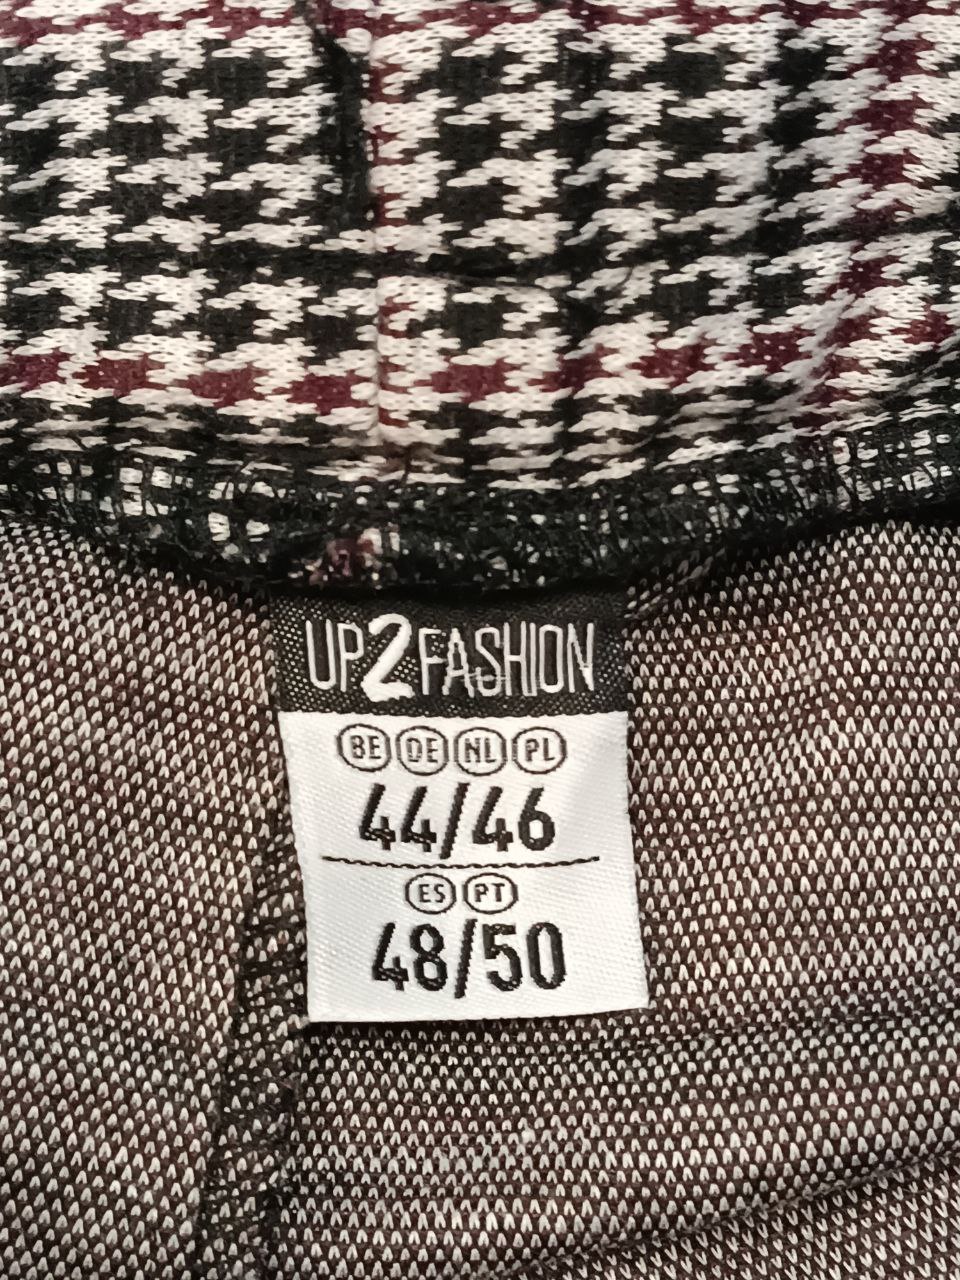 UP2FASHION
BE DE NL PL
44/46
ES PT
48/50